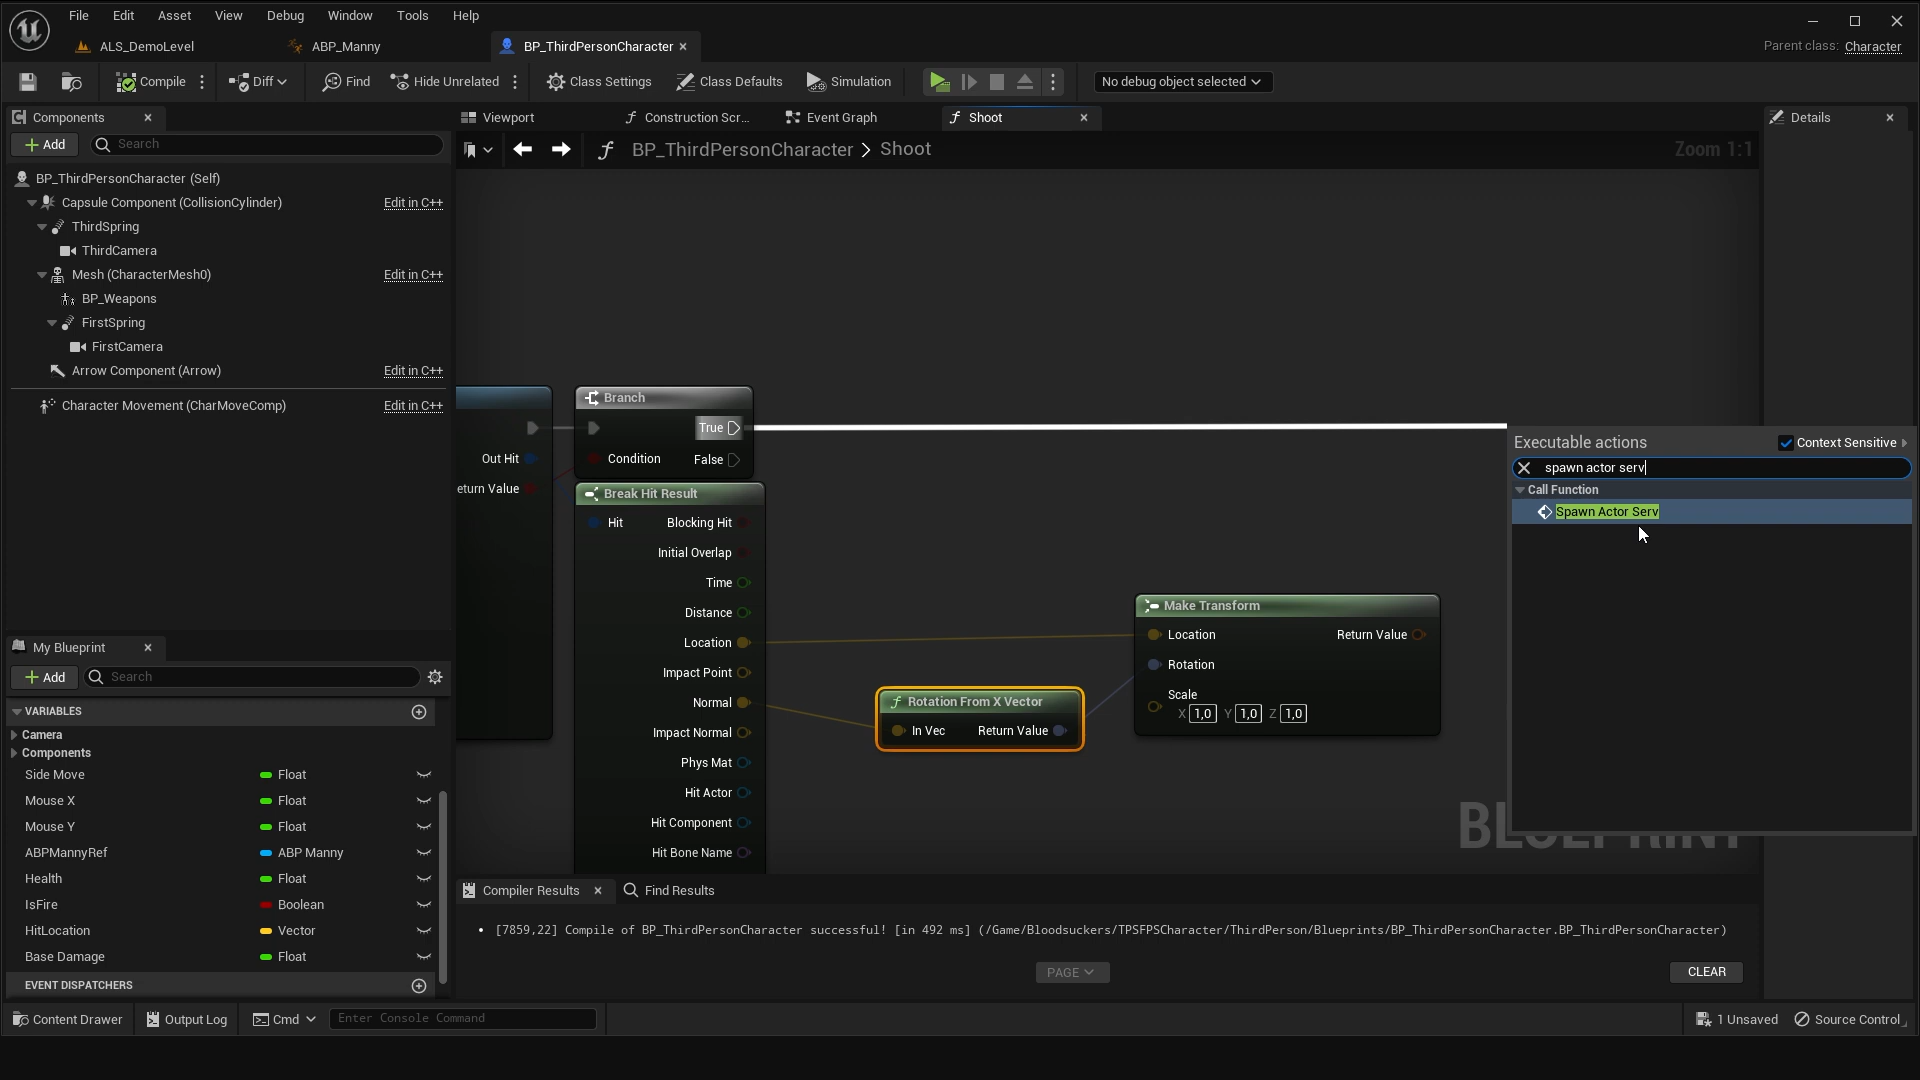 File Edit Asset View Debug Window Tools Help
ALS_DemoLevel ABP_Manny BP_ThirdPersonCharacter Parent class: Character
Compile Diff Find Hide Unrelated Class Settings Class Defaults Simulation No debug object selected
Components Viewport Construction Scr... Event Graph Shoot Details
Add Search BP_ThirdPersonCharacter > Shoot Zoom 1:1
BP_ThirdPersonCharacter (Self)
Capsule Component (CollisionCylinder) Edit in C++
ThirdSpring
ThirdCamera
Mesh (CharacterMesh0) Edit in C++
BP_Weapons
FirstSpring
FirstCamera
Arrow Component (Arrow) Edit in C++
Character Movement (CharMoveComp) Edit in C++
Out Hit
eturn Value
Branch
True
Condition False
Break Hit Result
Hit Blocking Hit
Initial Overlap
Time
Distance
Location
Impact Point
Normal
Impact Normal
Phys Mat
Hit Actor
Hit Component
Hit Bone Name
Rotation From X Vector
In Vec Return Value
Make Transform
Location Return Value
Rotation
Scale
X 1,0 Y 1,0 Z 1,0
Executable actions Context Sensitive
spawn actor serv
Call Function
Spawn Actor Serv
BLUEPRINT
My Blueprint
Add Search
VARIABLES
Camera
Components
Side Move Float
Mouse X Float
Mouse Y Float
ABPMannyRef ABP Manny
Health Float
IsFire Boolean
HitLocation Vector
Base Damage Float
EVENT DISPATCHERS
Compiler Results Find Results
[7859,22] Compile of BP_ThirdPersonCharacter successful! [in 492 ms] (/Game/Bloodsuckers/TPSFPSCharacter/ThirdPerson/Blueprints/BP_ThirdPersonCharacter.BP_ThirdPersonCharacter)
PAGE CLEAR
Content Drawer Output Log Cmd Enter Console Command 1 Unsaved Source Control